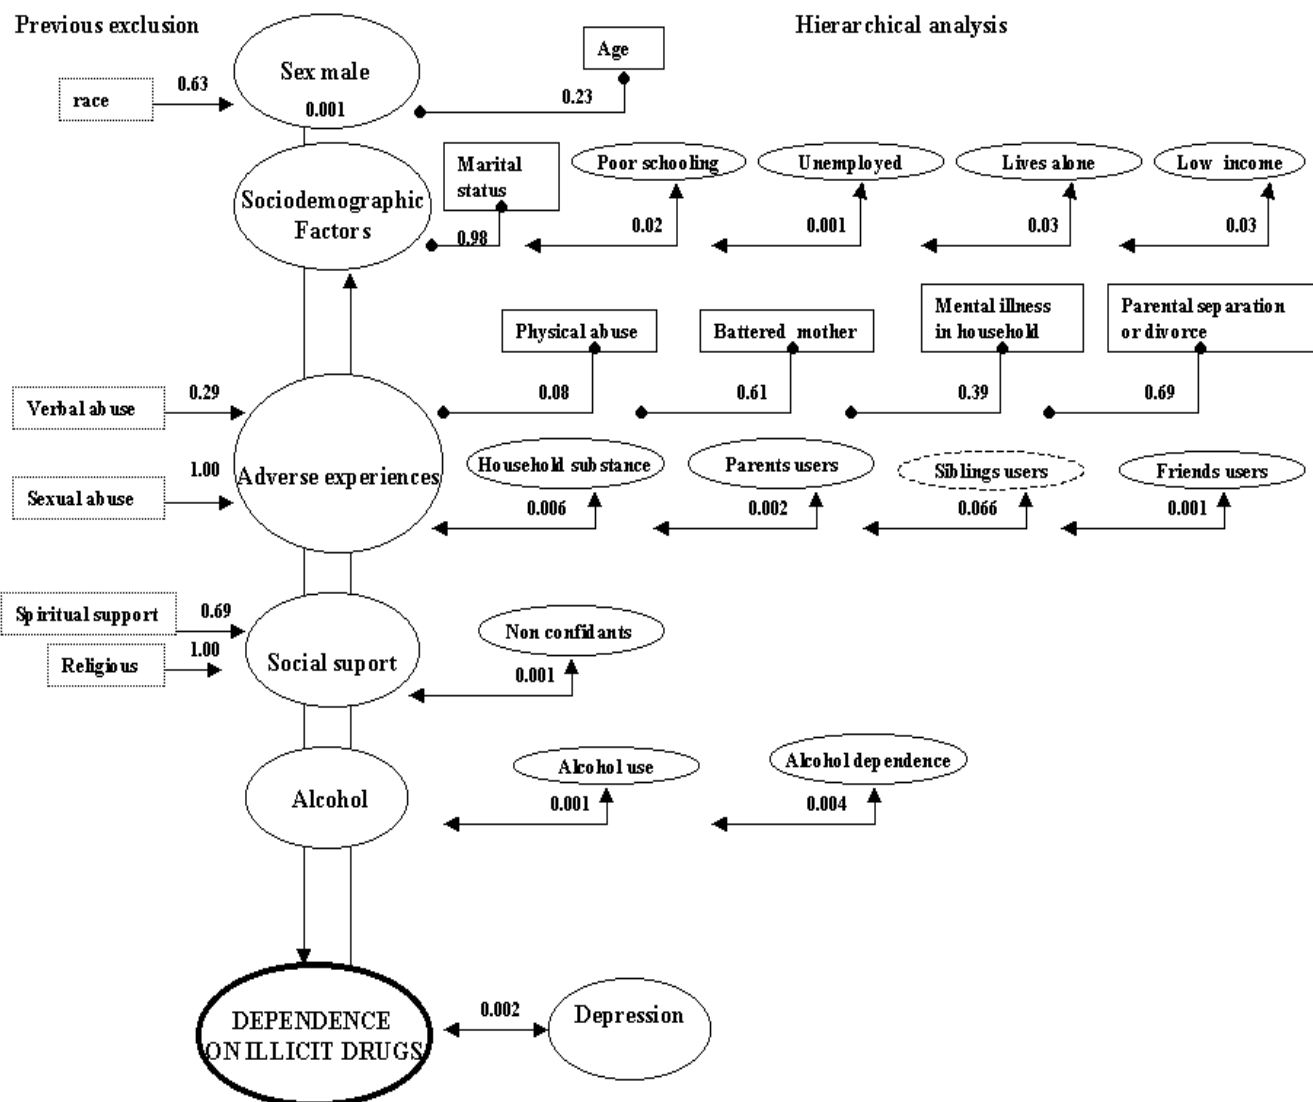 Previous exclusion
Hierarchical analysis
Sex male
0.001
race
0.63
Age
0.23
Sociodemographic
Factors
Marital
status
0.98
Poor schooling
0.02
Unemployed
0.001
Lives alone
0.03
Low income
0.03
Physical abuse
0.08
Battered mother
0.61
Mental illness
in household
0.39
Parental separation
or divorce
0.69
Verbal abuse
0.29
Adverse experiences
Sexual abuse
1.00
Household substance
0.006
Parents users
0.002
Siblings users
0.066
Friends users
0.001
Spiritual support
0.69
Religious
1.00
Social suport
Non confidants
0.001
Alcohol
Alcohol use
0.001
Alcohol dependence
0.004
DEPENDENCE
ON ILLICIT DRUGS
0.002
Depression